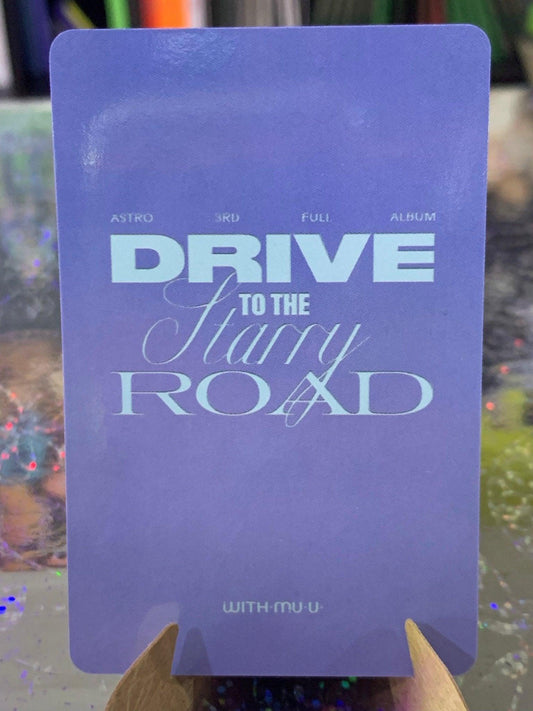 ASTRO 3RD FULL ALBUM
DRIVE
TO THE
Starry
ROAD
WITH·MU·U·